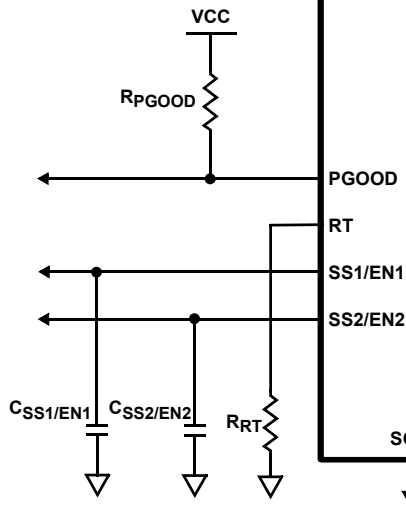 VCC
RPGOOD
PGOOD
RT
SS1/EN1
SS2/EN2
CSS1/EN1 CSS2/EN2
RRT